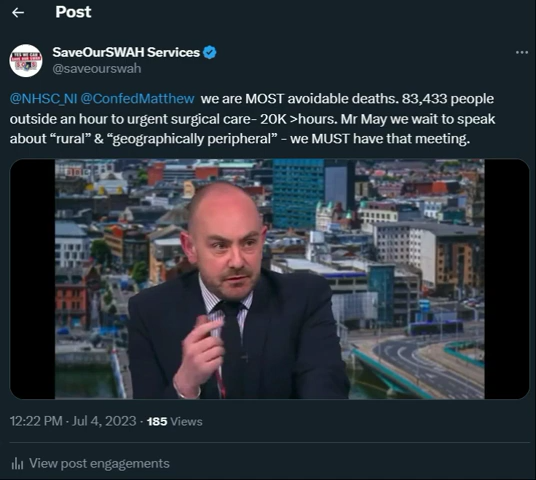 Post
SaveOurSWAH Services
@saveourswah
@NHSC_NI @ConfedMatthew we are MOST avoidable deaths. 83,433 people
outside an hour to urgent surgical care- 20K >hours. Mr May we wait to speak
about “rural” & “geographically peripheral” - we MUST have that meeting.
12:22 PM · Jul 4, 2023 · 185 Views
View post engagements